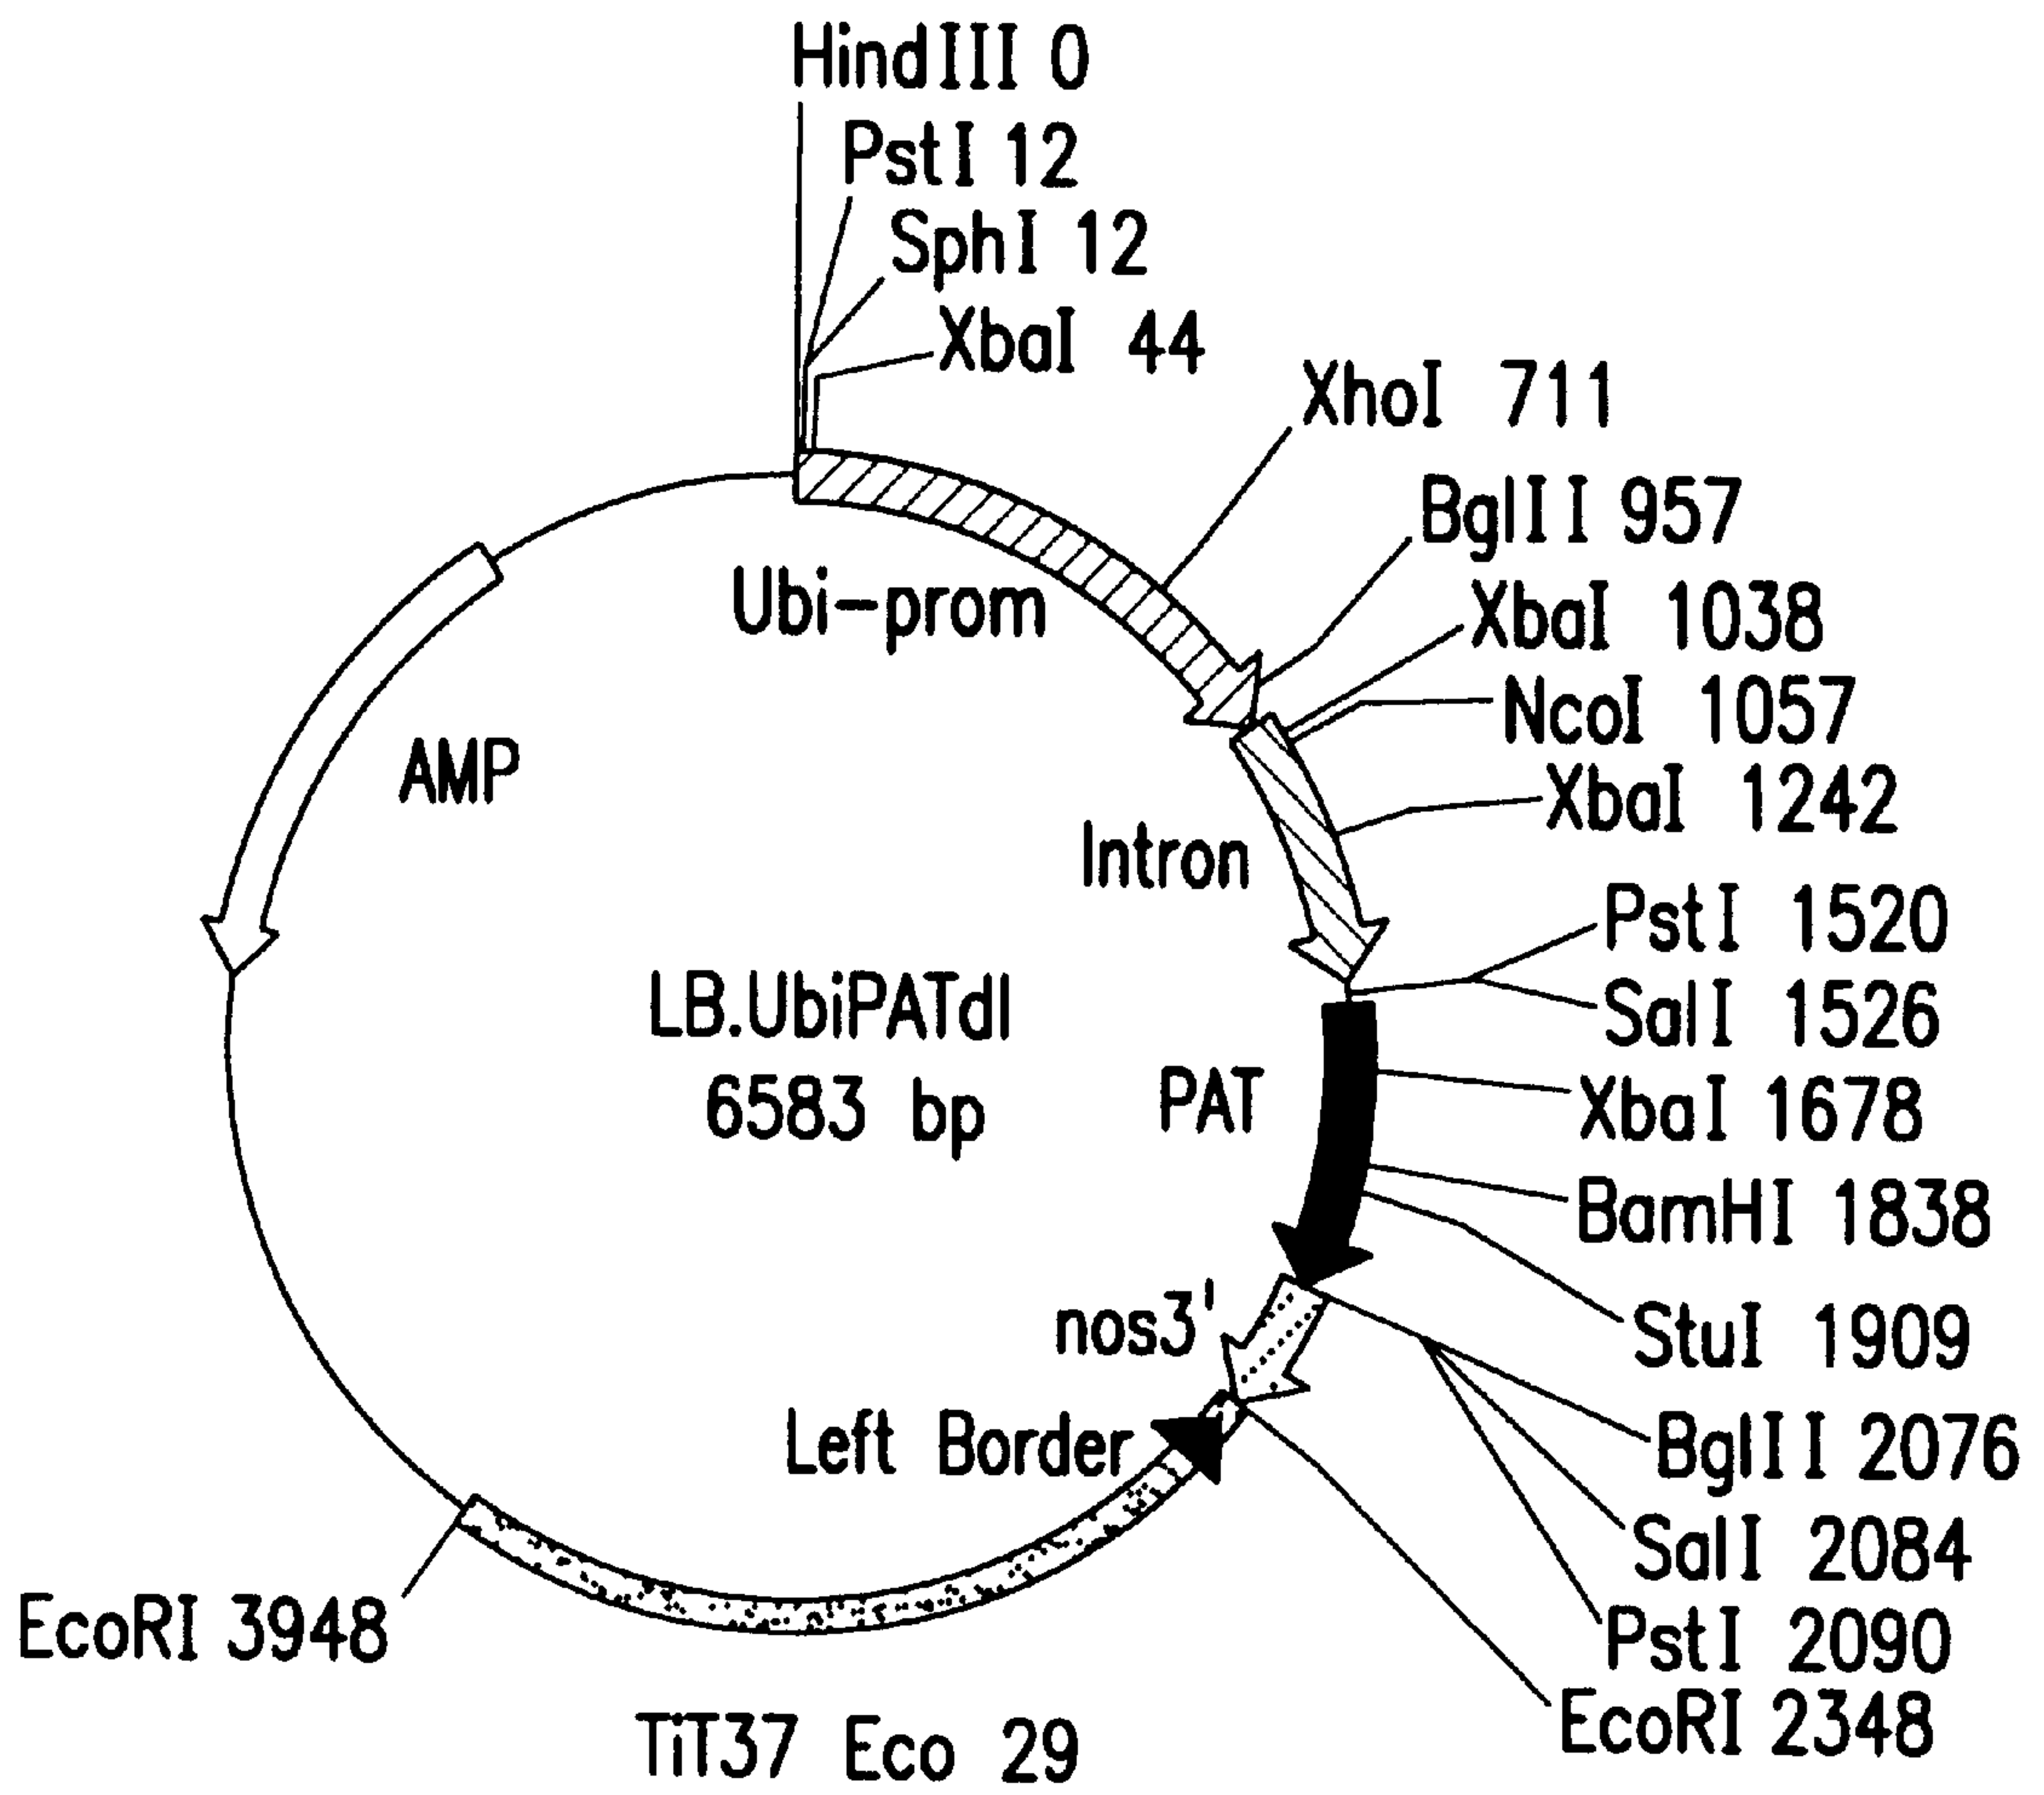 HindIII 0
PstI 12
SphI 12
XbaI 44
XhoI 711
BglII 957
XbaI 1038
NcoI 1057
XbaI 1242
PstI 1520
SalI 1526
XbaI 1678
BamHI 1838
StuI 1909
BglII 2076
SalI 2084
PstI 2090
EcoRI 2348
EcoRI 3948
Ubi-prom
AMP
Intron
LB.UbiPATdI
6583 bp
PAT
nos3'
Left Border
TiT37 Eco 29